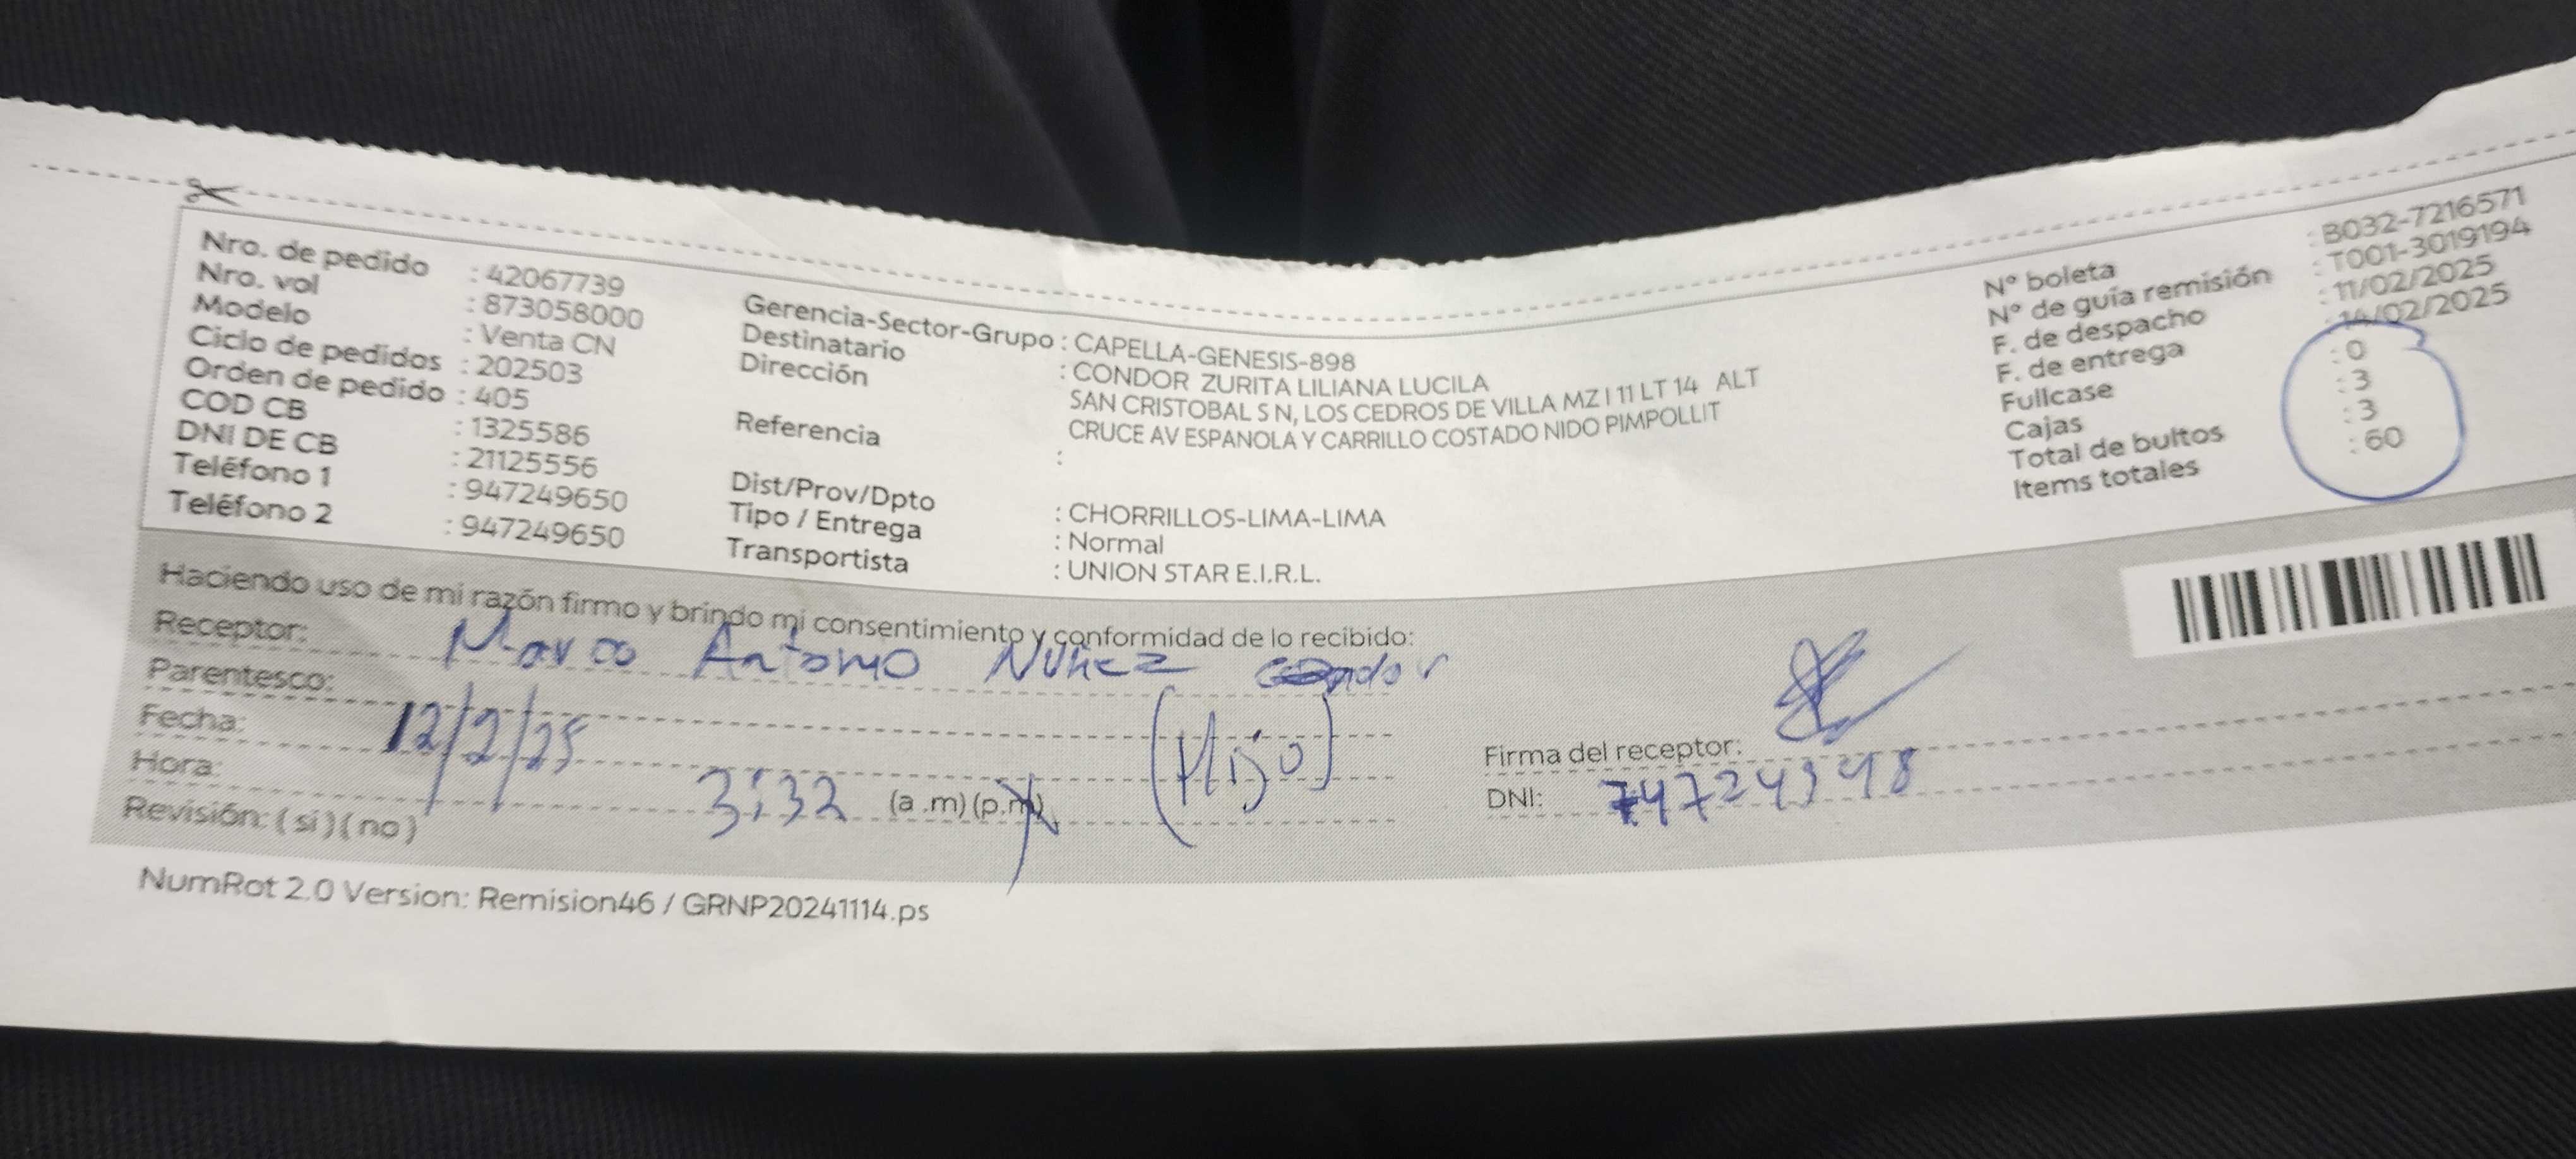 Nro. de pedido : 42067739
Nro. vol : 873058000
Modelo : Venta CN
Ciclo de pedidos : 202503
Orden de pedido : 405
COD CB : 1325586
DNI DE CB : 21125556
Teléfono 1 : 947249650
Teléfono 2 : 947249650
Gerencia-Sector-Grupo : CAPELLA-GENESIS-898
Destinatario : CONDOR ZURITA LILIANA LUCILA
Dirección SAN CRISTOBAL S N, LOS CEDROS DE VILLA MZ I 11 LT 14 ALT
CRUCE AV ESPANOLA Y CARRILLO COSTADO NIDO PIMPOLLIT
Referencia :
Dist/Prov/Dpto : CHORRILLOS-LIMA-LIMA
Tipo / Entrega : Normal
Transportista : UNION STAR E.I.R.L.
N° boleta : B032-7216571
N° de guía remisión : T001-3019194
F. de despacho : 11/02/2025
F. de entrega : 14/02/2025
Fullcase : 0
Cajas : 3
Total de bultos : 3
Items totales : 60
Haciendo uso de mi razón firmo y brindo mi consentimiento y conformidad de lo recibido:
Receptor: Marco Antonio Nuñez Condor
Parentesco: (Hijo)
Fecha: 12/2/25
Hora: 3:32 (a .m) (p.m)
Revisión: ( si ) ( no )
Firma del receptor:
DNI: 74724948
NumRot 2.0 Version: Remision46 / GRNP20241114.ps